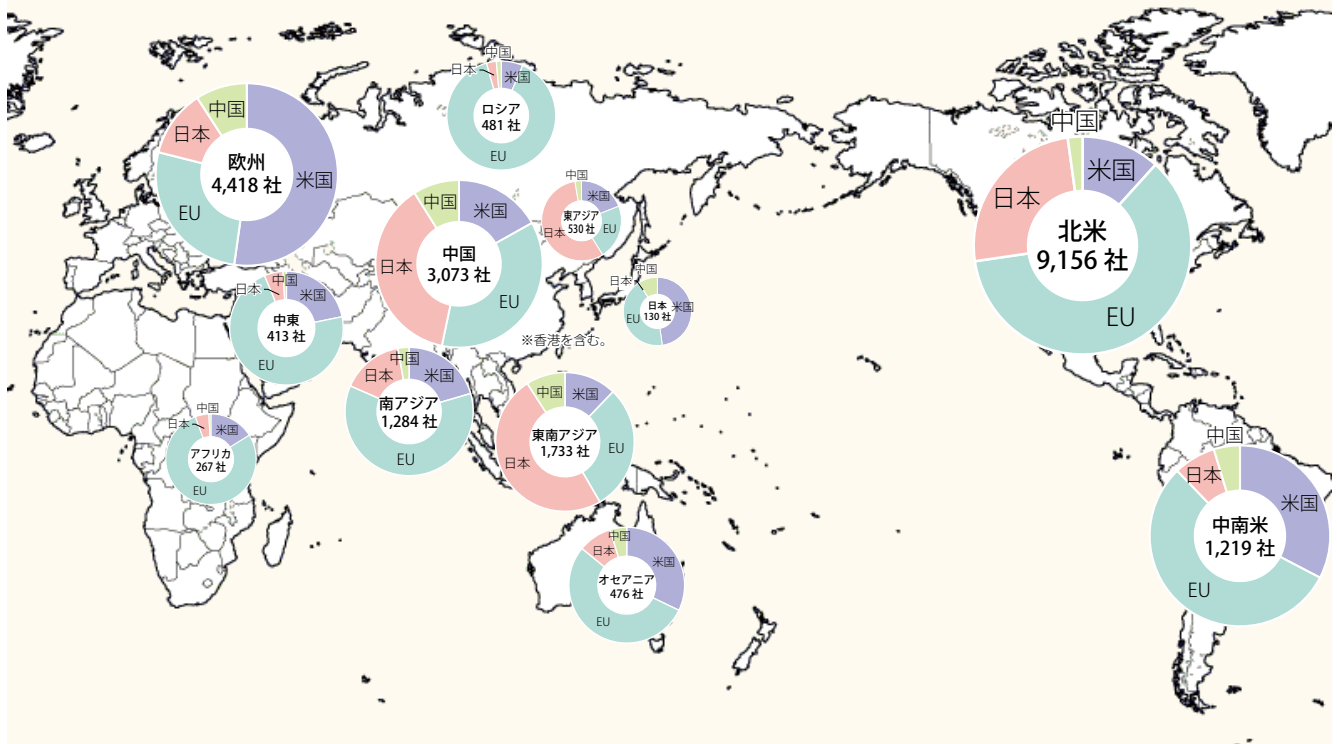 中国
日本
米国
ロシア
481 社
EU
中国
日本
米国
欧州
4,418 社
EU
中国
米国
日本
北米
9,156 社
EU
中国
米国
東アジア
530 社
日本
EU
中国
米国
日本
中国
3,073 社
EU
中国
日本
米国
日本
130 社
EU
※香港を含む。
中国
日本
米国
中東
413 社
EU
中国
日本
米国
南アジア
1,284 社
EU
中国
米国
東南アジア
1,733 社
日本
EU
中国
日本
米国
アフリカ
267 社
EU
中国
日本
米国
中南米
1,219 社
EU
中国
日本
米国
オセアニア
476 社
EU